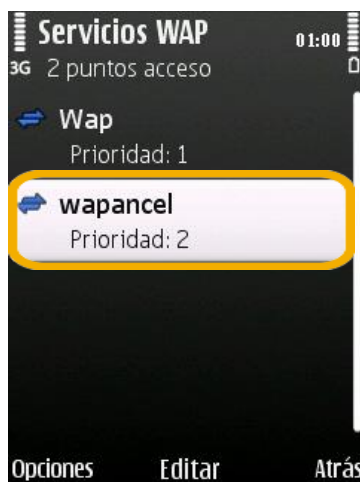 Servicios WAP 01:00
3G 2 puntos acceso
Wap
Prioridad: 1
wapancel
Prioridad: 2
Opciones Editar Atrás